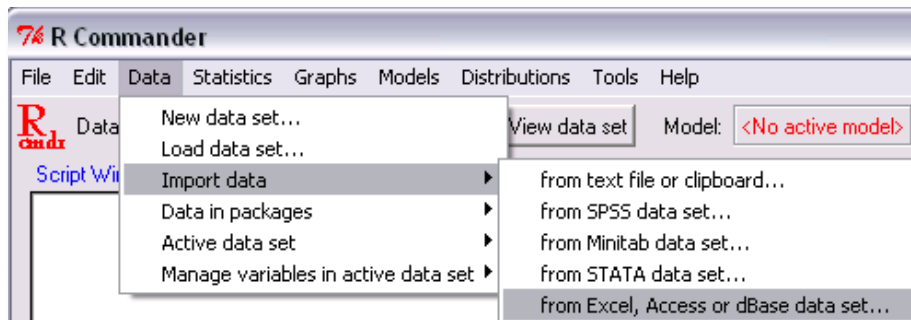 R Commander
File Edit Data Statistics Graphs Models Distributions Tools Help
R
cmdr
Data
View data set
Model:
<No active model>
Script Wi
New data set...
Load data set...
Import data
Data in packages
Active data set
Manage variables in active data set
from text file or clipboard...
from SPSS data set...
from Minitab data set...
from STATA data set...
from Excel, Access or dBase data set...